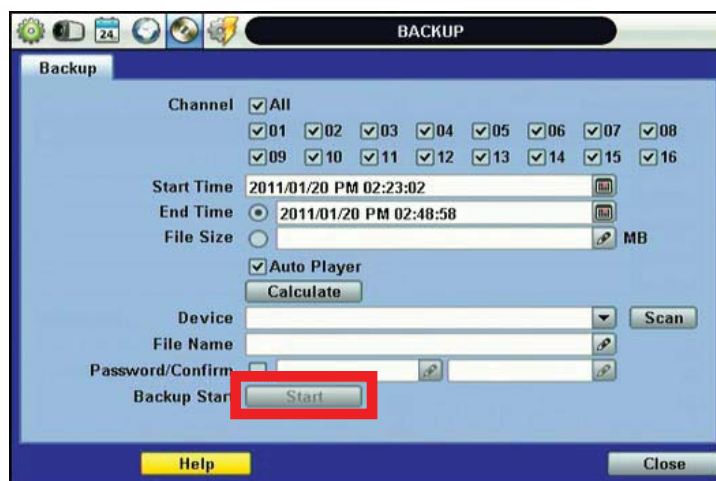 24
BACKUP
Backup
Channel All
01 02 03 04 05 06 07 08
09 10 11 12 13 14 15 16
Start Time 2011/01/20 PM 02:23:02
End Time 2011/01/20 PM 02:48:58
File Size MB
Auto Player
Calculate
Device Scan
File Name
Password/Confirm
Backup Star Start
Help Close